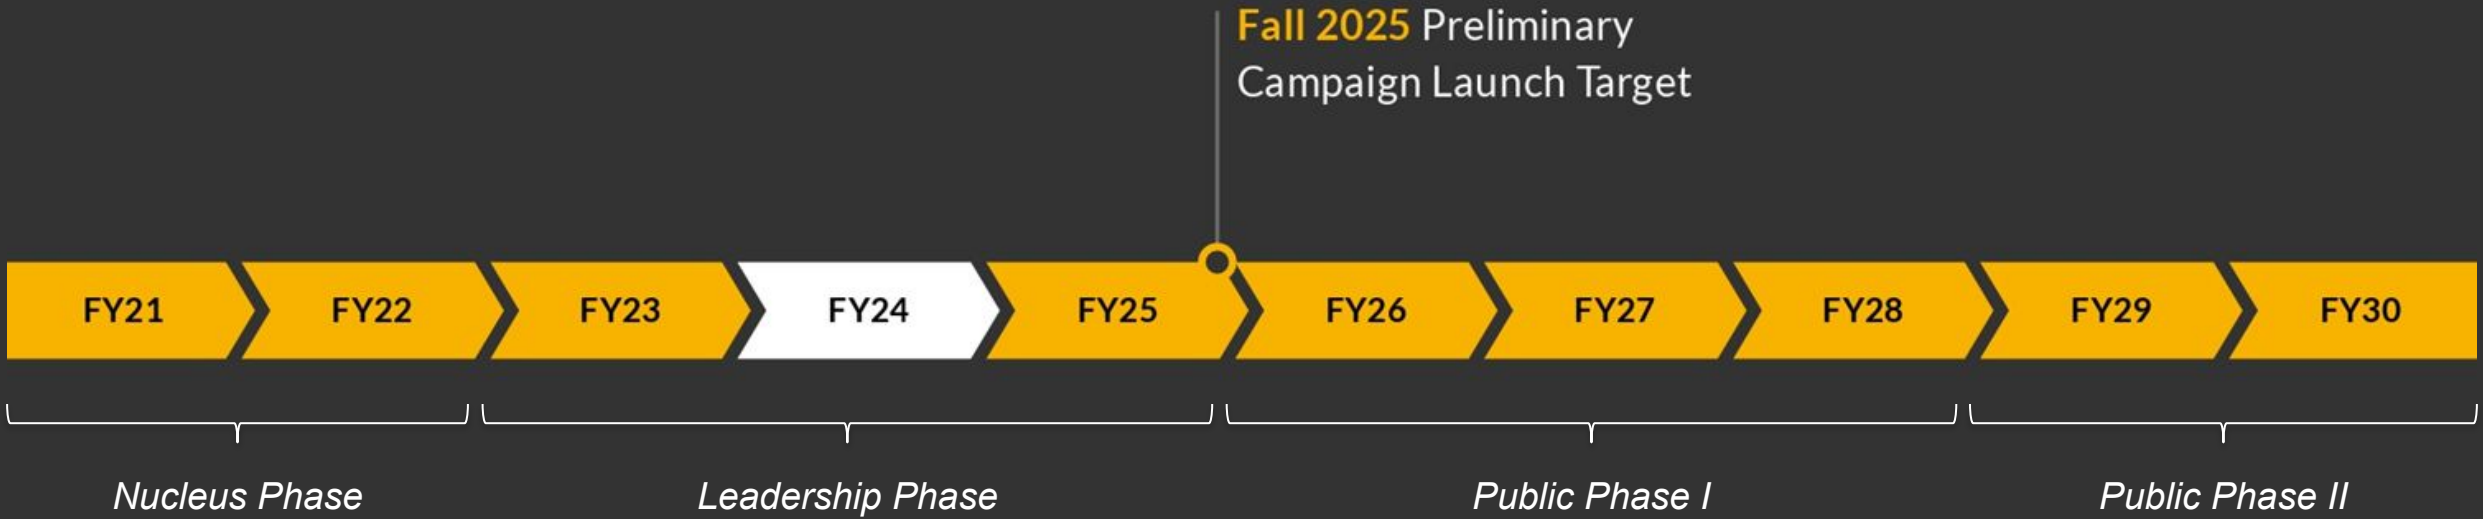 Fall 2025 Preliminary
Campaign Launch Target
FY21 FY22 FY23 FY24 FY25 FY26 FY27 FY28 FY29 FY30
Nucleus Phase Leadership Phase Public Phase I Public Phase II